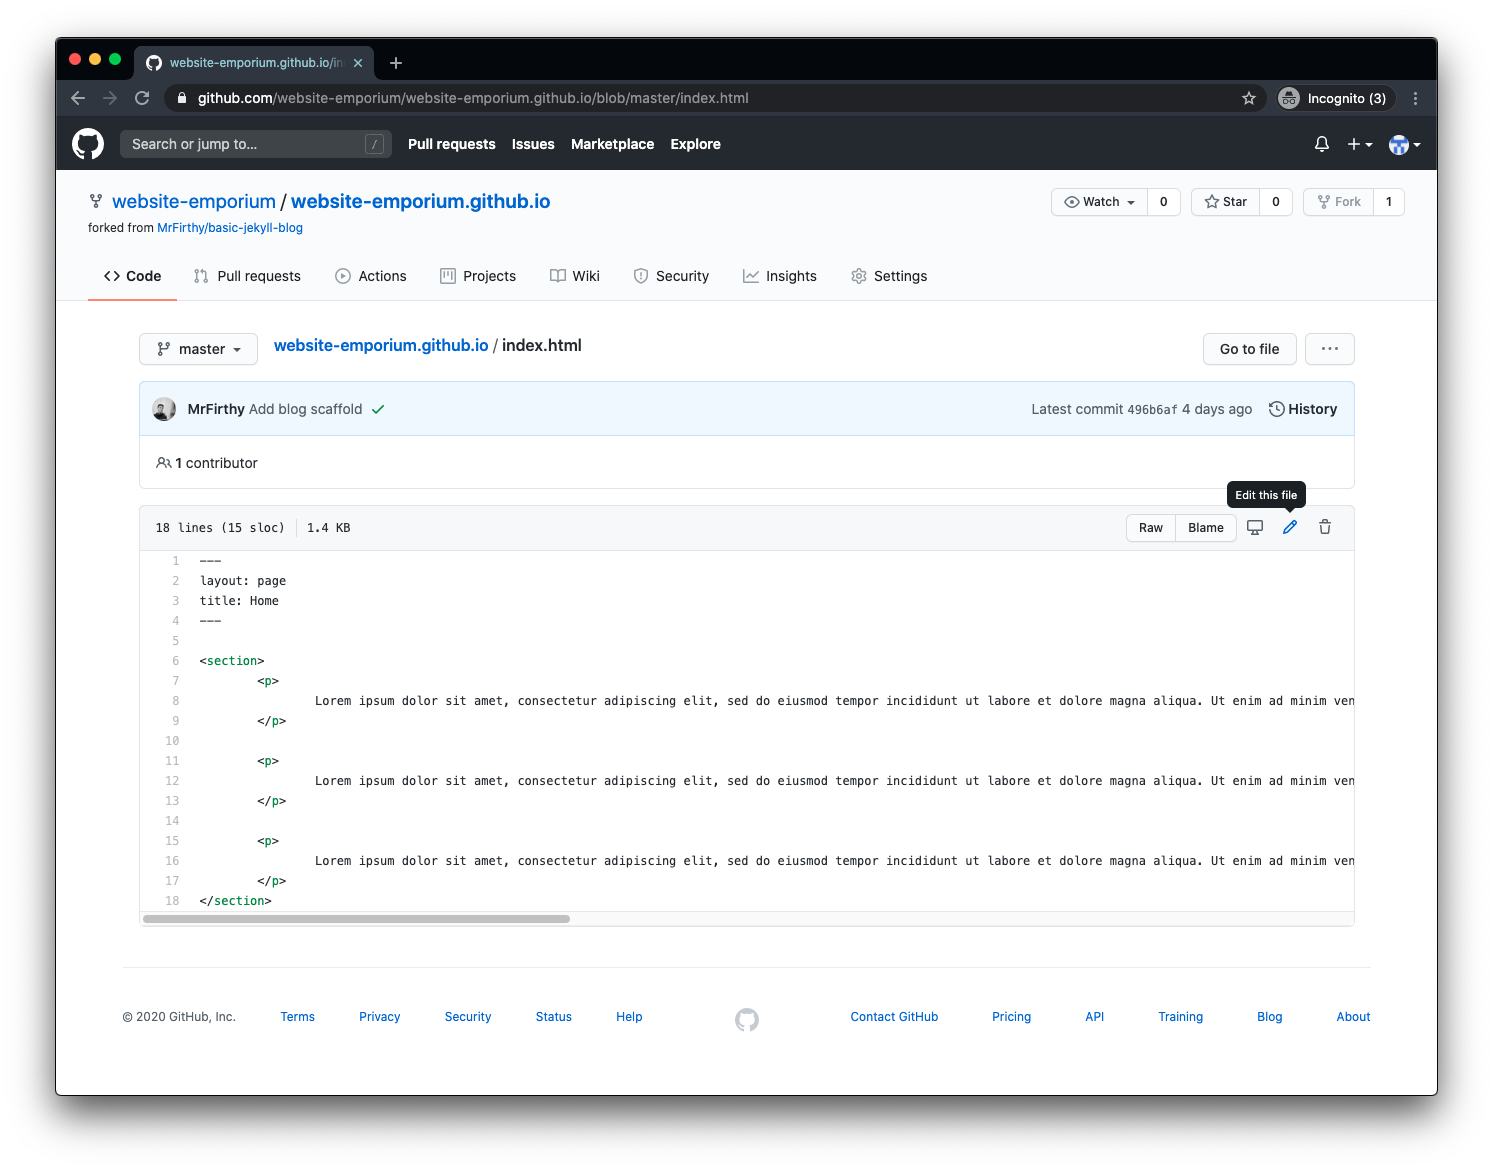 website-emporium.github.io/in
github.com/website-emporium/website-emporium.github.io/blob/master/index.html
Incognito (3)
Search or jump to... /
Pull requests Issues Marketplace Explore
website-emporium / website-emporium.github.io
Watch 0 Star 0 Fork 1
forked from MrFirthy/basic-jekyll-blog
Code Pull requests Actions Projects Wiki Security Insights Settings
master website-emporium.github.io / index.html Go to file ...
MrFirthy Add blog scaffold Latest commit 496b6af 4 days ago History
1 contributor
Edit this file
18 lines (15 sloc) 1.4 KB Raw Blame
1 ---
2 layout: page
3 title: Home
4 ---
5
6 <section>
7 <p>
8 Lorem ipsum dolor sit amet, consectetur adipiscing elit, sed do eiusmod tempor incididunt ut labore et dolore magna aliqua. Ut enim ad minim ven
9 </p>
10
11 <p>
12 Lorem ipsum dolor sit amet, consectetur adipiscing elit, sed do eiusmod tempor incididunt ut labore et dolore magna aliqua. Ut enim ad minim ven
13 </p>
14
15 <p>
16 Lorem ipsum dolor sit amet, consectetur adipiscing elit, sed do eiusmod tempor incididunt ut labore et dolore magna aliqua. Ut enim ad minim ven
17 </p>
18 </section>
© 2020 GitHub, Inc. Terms Privacy Security Status Help Contact GitHub Pricing API Training Blog About